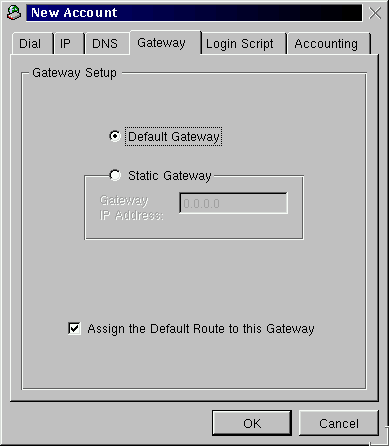 New Account
Dial IP DNS Gateway Login Script Accounting
Gateway Setup
Default Gateway
Static Gateway
Gateway
IP Address:
0.0.0.0
Assign the Default Route to this Gateway
OK Cancel